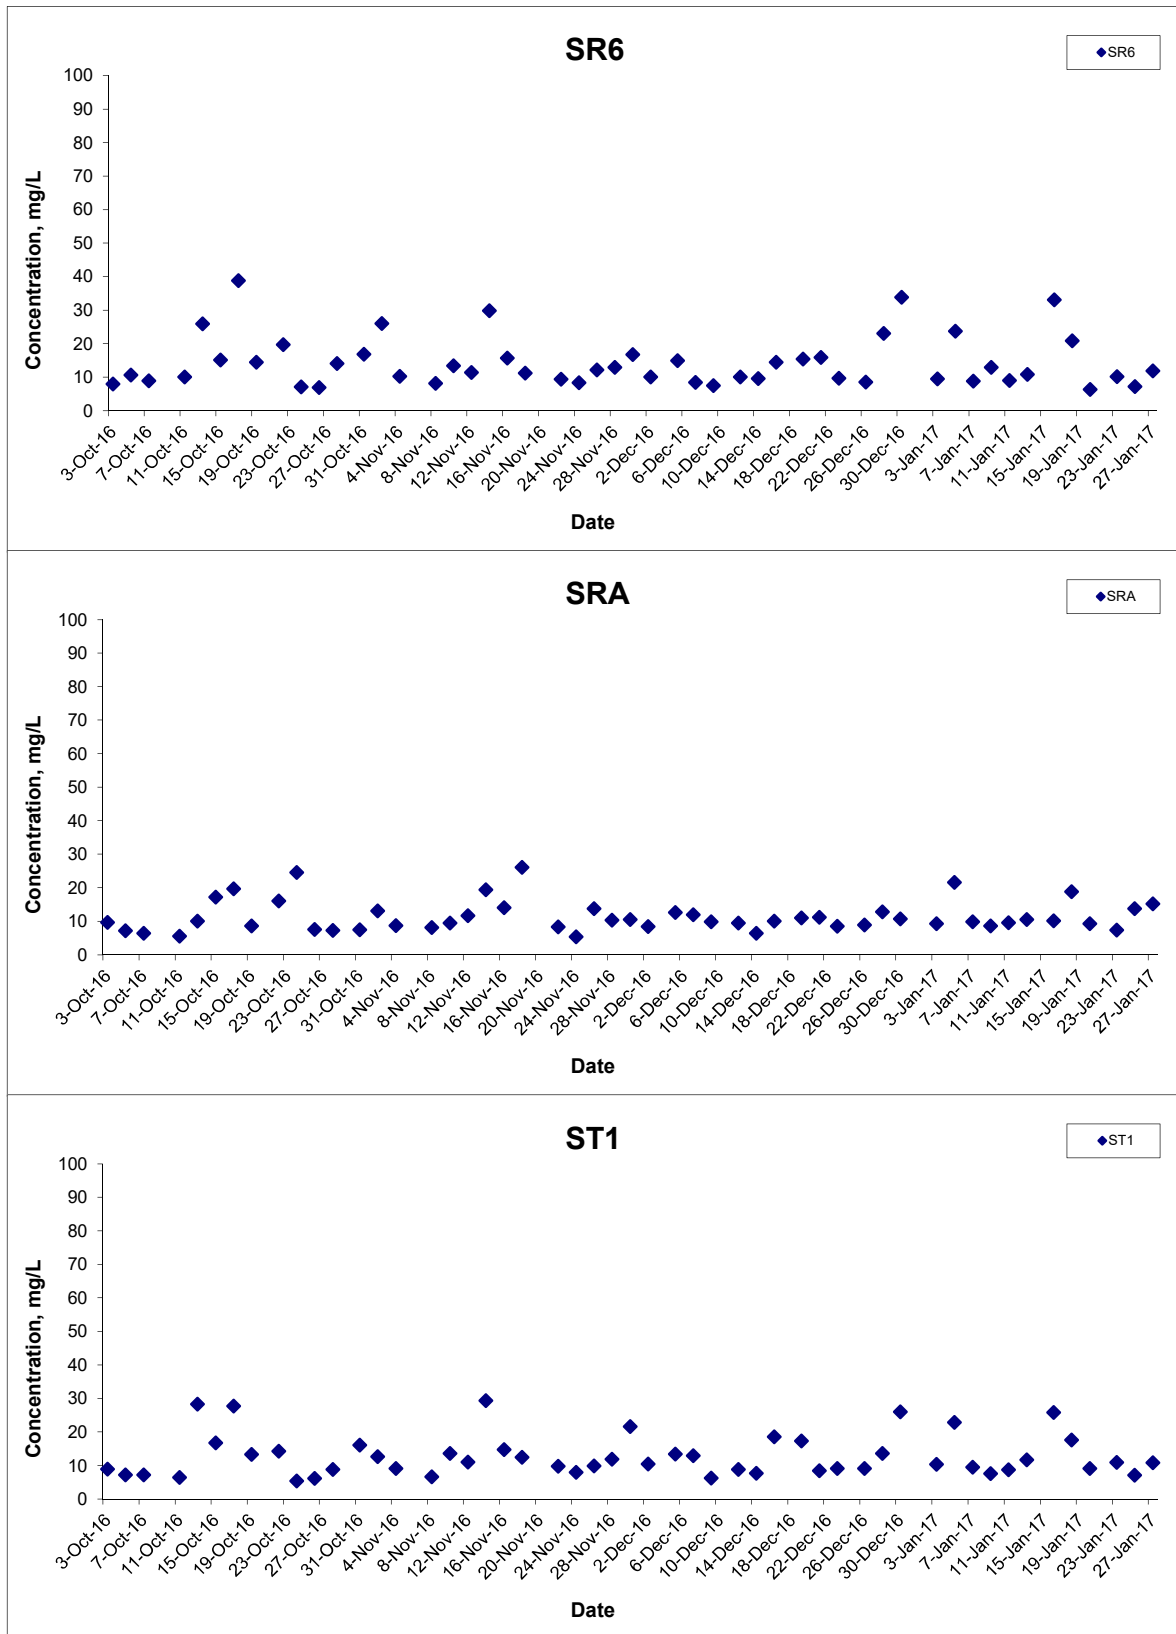 SR6
SR6
100
90
80
70
60
50
40
30
20
10
0
Concentration, mg/L
3-Oct-16
7-Oct-16
11-Oct-16
15-Oct-16
19-Oct-16
23-Oct-16
27-Oct-16
31-Oct-16
4-Nov-16
8-Nov-16
12-Nov-16
16-Nov-16
20-Nov-16
24-Nov-16
28-Nov-16
2-Dec-16
6-Dec-16
10-Dec-16
14-Dec-16
18-Dec-16
22-Dec-16
26-Dec-16
30-Dec-16
3-Jan-17
7-Jan-17
11-Jan-17
15-Jan-17
19-Jan-17
23-Jan-17
27-Jan-17
Date
SRA
SRA
100
90
80
70
60
50
40
30
20
10
0
Concentration, mg/L
3-Oct-16
7-Oct-16
11-Oct-16
15-Oct-16
19-Oct-16
23-Oct-16
27-Oct-16
31-Oct-16
4-Nov-16
8-Nov-16
12-Nov-16
16-Nov-16
20-Nov-16
24-Nov-16
28-Nov-16
2-Dec-16
6-Dec-16
10-Dec-16
14-Dec-16
18-Dec-16
22-Dec-16
26-Dec-16
30-Dec-16
3-Jan-17
7-Jan-17
11-Jan-17
15-Jan-17
19-Jan-17
23-Jan-17
27-Jan-17
Date
ST1
ST1
100
90
80
70
60
50
40
30
20
10
0
Concentration, mg/L
3-Oct-16
7-Oct-16
11-Oct-16
15-Oct-16
19-Oct-16
23-Oct-16
27-Oct-16
31-Oct-16
4-Nov-16
8-Nov-16
12-Nov-16
16-Nov-16
20-Nov-16
24-Nov-16
28-Nov-16
2-Dec-16
6-Dec-16
10-Dec-16
14-Dec-16
18-Dec-16
22-Dec-16
26-Dec-16
30-Dec-16
3-Jan-17
7-Jan-17
11-Jan-17
15-Jan-17
19-Jan-17
23-Jan-17
27-Jan-17
Date